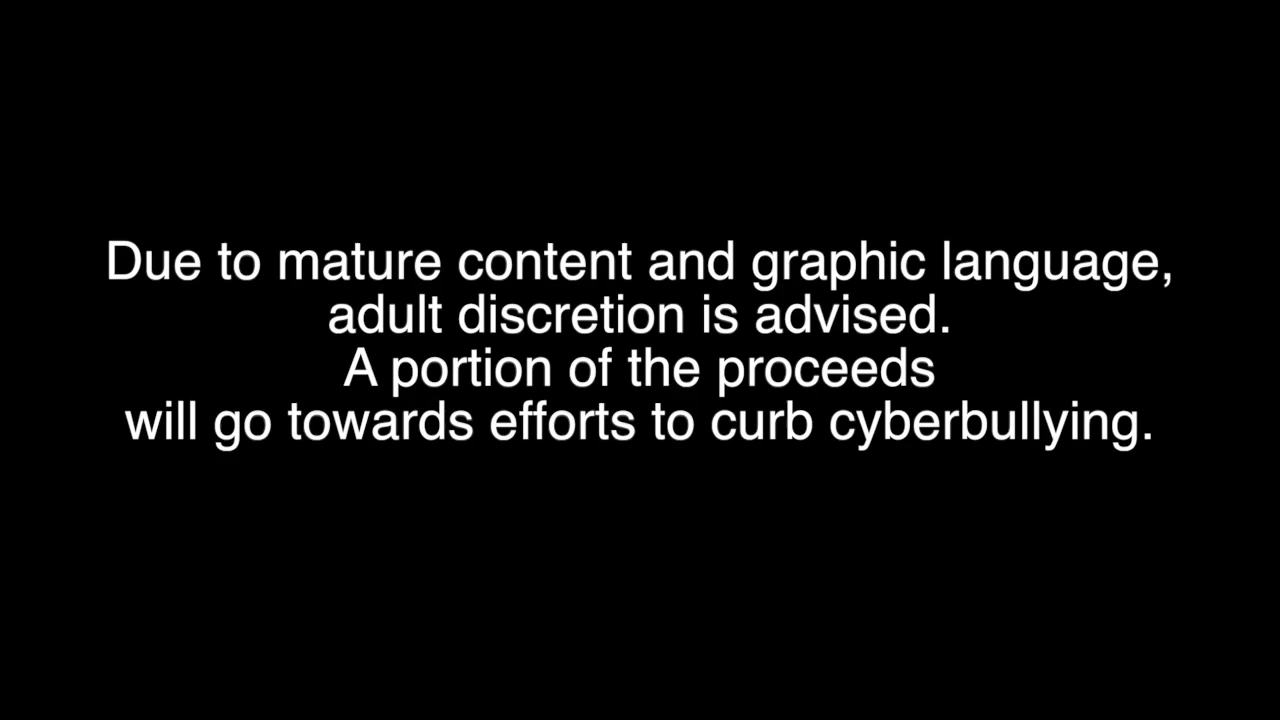 Due to mature content and graphic language,
adult discretion is advised.
A portion of the proceeds
will go towards efforts to curb cyberbullying.